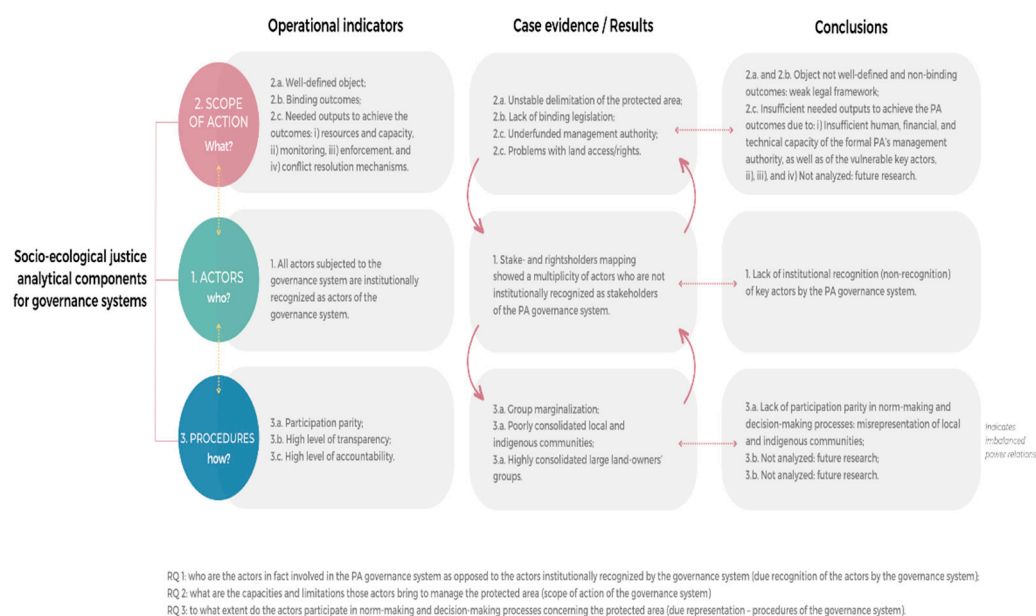 Operational indicators
Case evidence / Results
Conclusions
Socio-ecological justice
analytical components
for governance systems
2. SCOPE
OF ACTION
What?
2.a. Well-defined object;
2.b. Binding outcomes;
2.c. Needed outputs to achieve the
outcomes: i) resources and capacity,
ii) monitoring, iii) enforcement, and
iv) conflict resolution mechanisms.
2.a. Unstable delimitation of the protected area;
2.b. Lack of binding legislation;
2.c. Underfunded management authority;
2.c. Problems with land access/rights.
2.a. and 2.b. Object not well-defined and non-binding
outcomes: weak legal framework;
2.c. Insufficient needed outputs to achieve the PA
outcomes due to: i) Insufficient human, financial, and
technical capacity of the formal PA's management
authority, as well as of the vulnerable key actors,
ii), iii), and iv) Not analyzed: future research.
1. ACTORS
who?
1. All actors subjected to the
governance system are institutionally
recognized as actors of the
governance system.
1. Stake- and rightsholders mapping
showed a multiplicity of actors who are not
institutionally recognized as stakeholders
of the PA governance system.
1. Lack of institutional recognition (non-recognition)
of key actors by the PA governance system.
3. PROCEDURES
how?
3.a. Participation parity;
3.b. High level of transparency;
3.c. High level of accountability.
3.a. Group marginalization;
3.a. Poorly consolidated local and
indigenous communities;
3.a. Highly consolidated large land-owners'
groups.
3.a. Lack of participation parity in norm-making and
decision-making processes: misrepresentation of local
and indigenous communities;
3.b. Not analyzed: future research;
3.b. Not analyzed: future research.
Indicates
imbalanced
power relations
RQ 1: who are the actors in fact involved in the PA governance system as opposed to the actors institutionally recognized by the governance system (due recognition of the actors by the governance system);
RQ 2: what are the capacities and limitations those actors bring to manage the protected area (scope of action of the governance system)
RQ 3: to what extent do the actors participate in norm-making and decision-making processes concerning the protected area (due representation - procedures of the governance system).